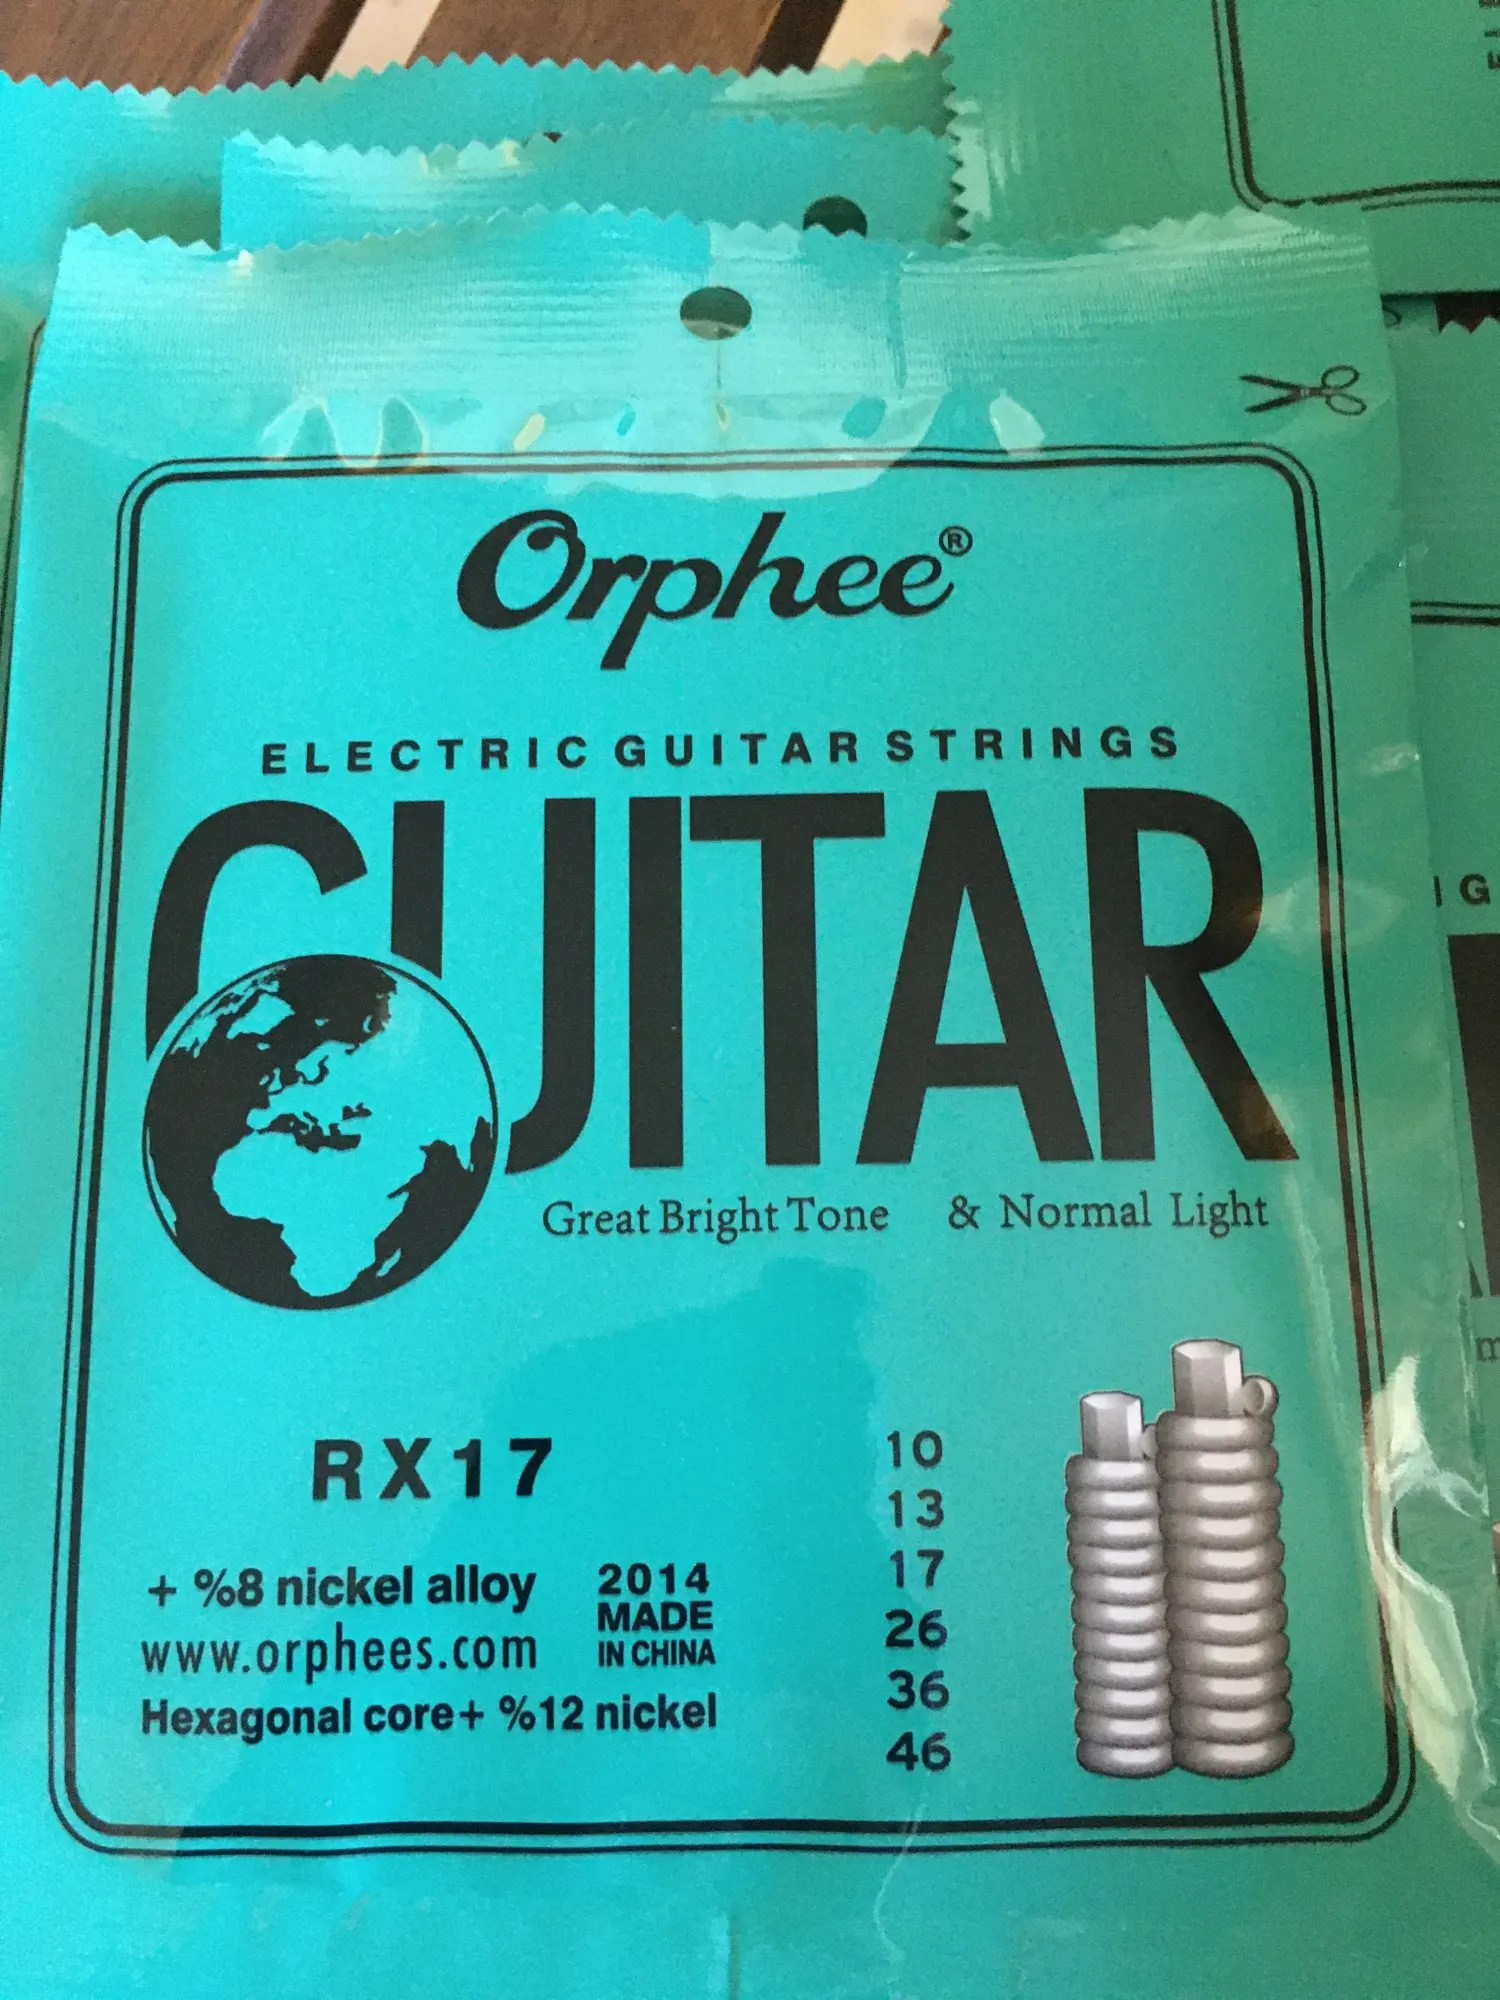 Orphee®
ELECTRIC GUITAR STRINGS
GUITAR
Great Bright Tone & Normal Light
RX17
+ %8 nickel alloy
www.orphees.com
Hexagonal core+ %12 nickel
2014
MADE
IN CHINA
10
13
17
26
36
46